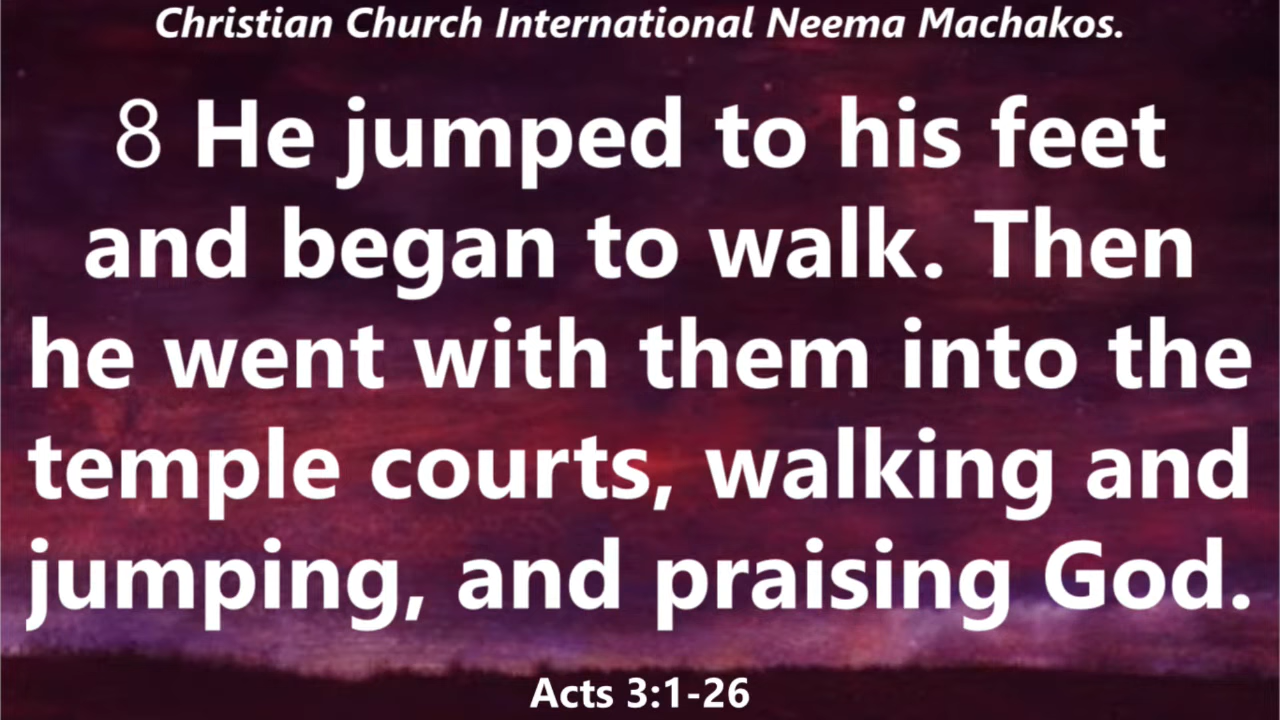 Christian Church International Neema Machakos.
8 He jumped to his feet
and began to walk. Then
he went with them into the
temple courts, walking and
jumping, and praising God.
Acts 3:1-26